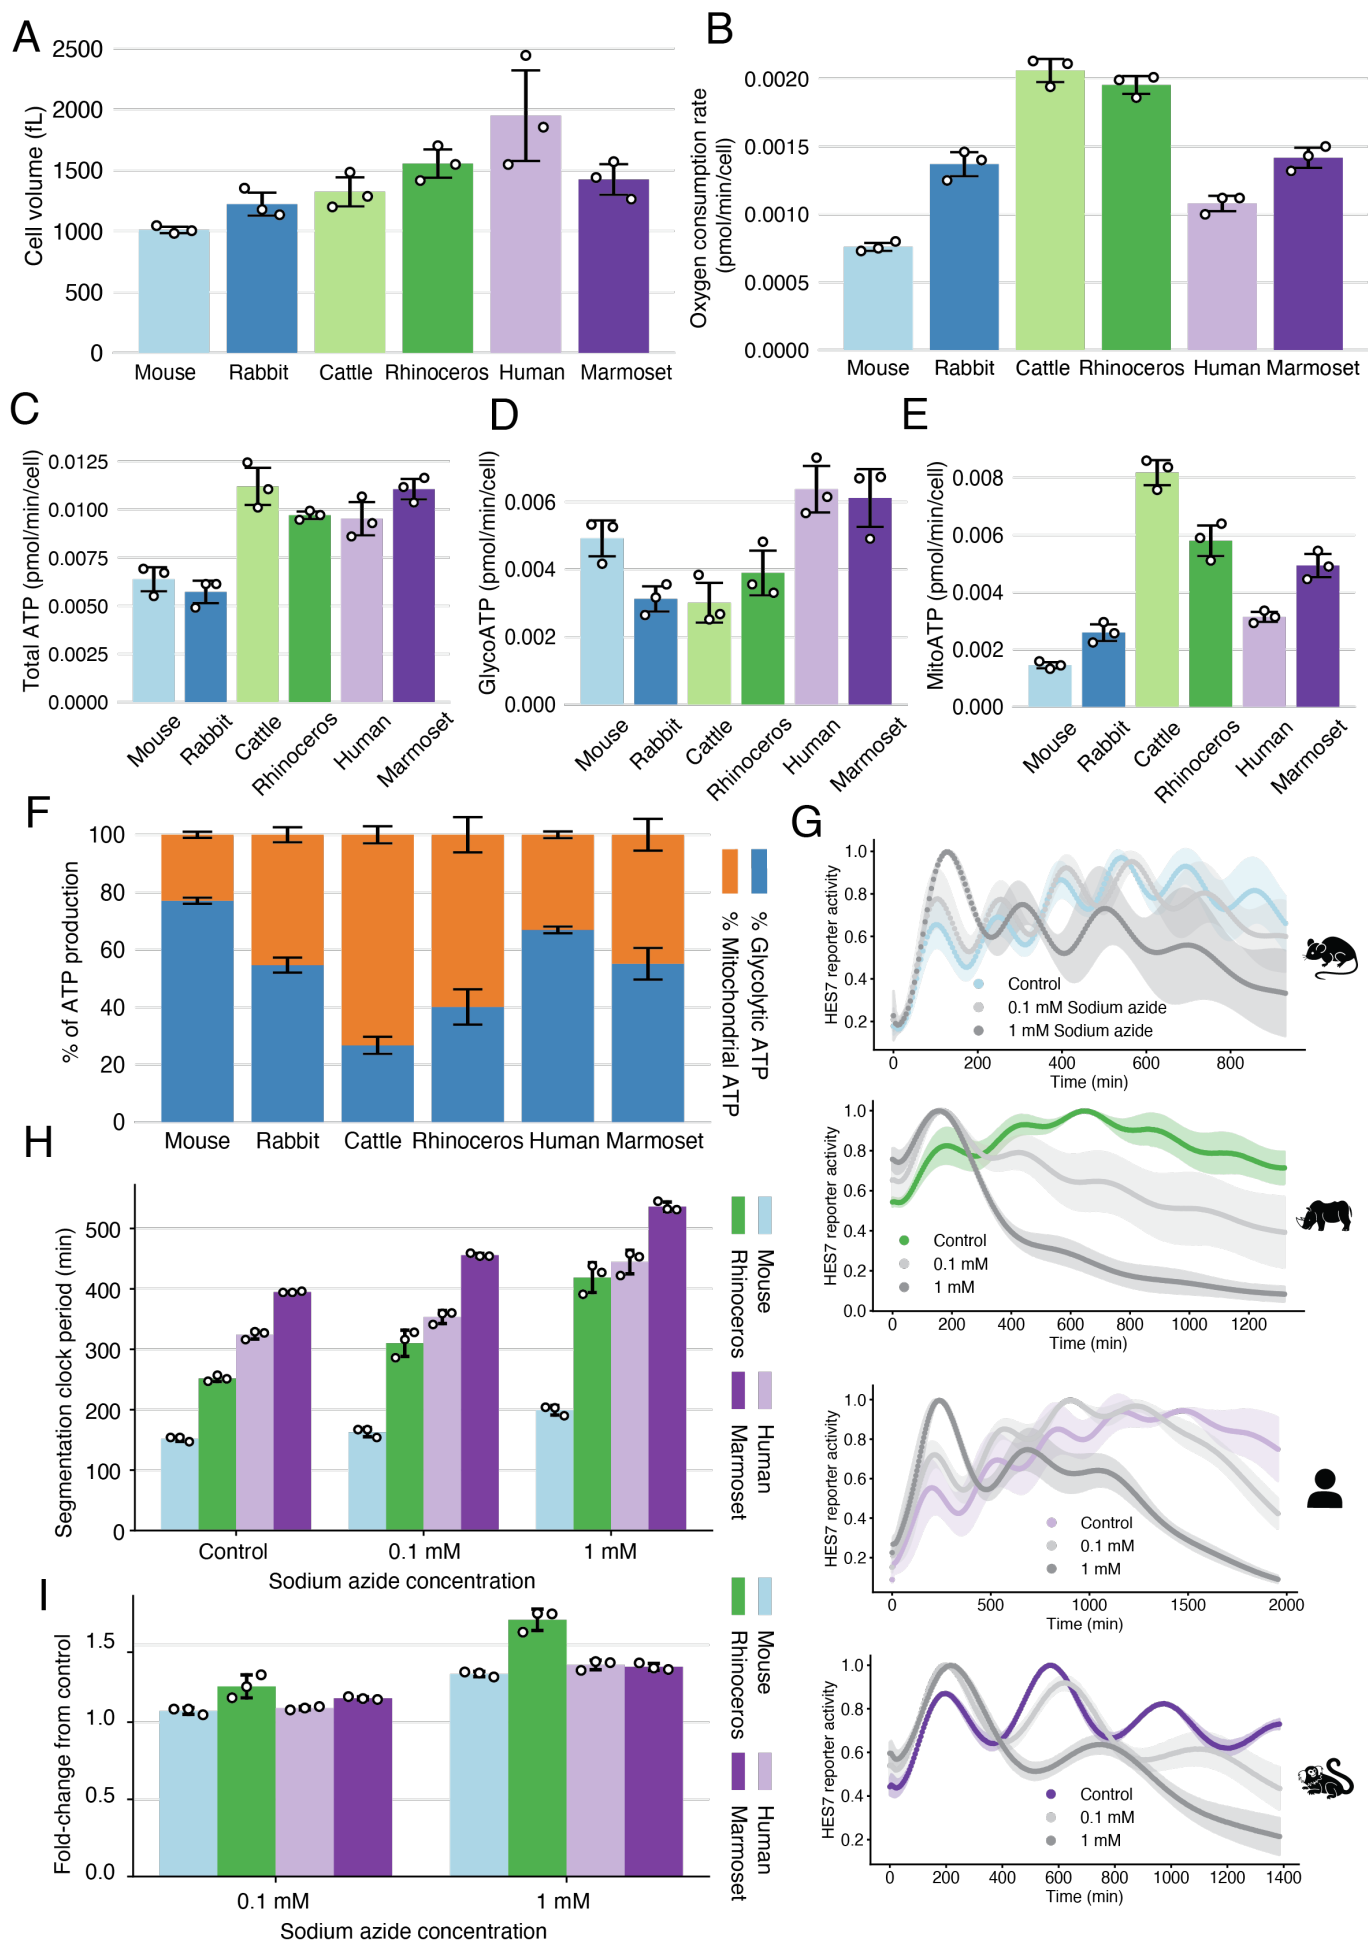 A
Cell volume (fL)
2500
2000
1500
1000
500
0
Mouse Rabbit Cattle Rhinoceros Human Marmoset
B
Oxygen consumption rate
(pmol/min/cell)
0.0020
0.0015
0.0010
0.0005
0.0000
Mouse Rabbit Cattle Rhinoceros Human Marmoset
C
Total ATP (pmol/min/cell)
0.0125
0.0100
0.0075
0.0050
0.0025
0.0000
Mouse Rabbit Cattle Rhinoceros Human Marmoset
D
GlycoATP (pmol/min/cell)
0.006
0.004
0.002
0.000
Mouse Rabbit Cattle Rhinoceros Human Marmoset
E
MitoATP (pmol/min/cell)
0.008
0.006
0.004
0.002
0.000
Mouse Rabbit Cattle Rhinoceros Human Marmoset
F
% of ATP production
100
80
60
40
20
0
Mouse Rabbit Cattle Rhinoceros Human Marmoset
% Glycolytic ATP
% Mitochondrial ATP
G
HES7 reporter activity
1.0
0.8
0.6
0.4
0.2
Control
0.1 mM Sodium azide
1 mM Sodium azide
0 200 400 600 800
Time (min)
HES7 reporter activity
1.0
0.8
0.6
0.4
0.2
0.0
Control
0.1 mM
1 mM
0 200 400 600 800 1000 1200
Time (min)
HES7 reporter activity
1.0
0.8
0.6
0.4
0.2
Control
0.1 mM
1 mM
0 500 1000 1500 2000
Time (min)
HES7 reporter activity
1.0
0.8
0.6
0.4
0.2
Control
0.1 mM
1 mM
0 200 400 600 800 1000 1200 1400
Time (min)
H
Segmentation clock period (min)
500
400
300
200
100
0
Control 0.1 mM 1 mM
Sodium azide concentration
Mouse
Rhinoceros
Human
Marmoset
I
Fold-change from control
1.5
1.0
0.5
0.0
0.1 mM 1 mM
Sodium azide concentration
Mouse
Rhinoceros
Human
Marmoset